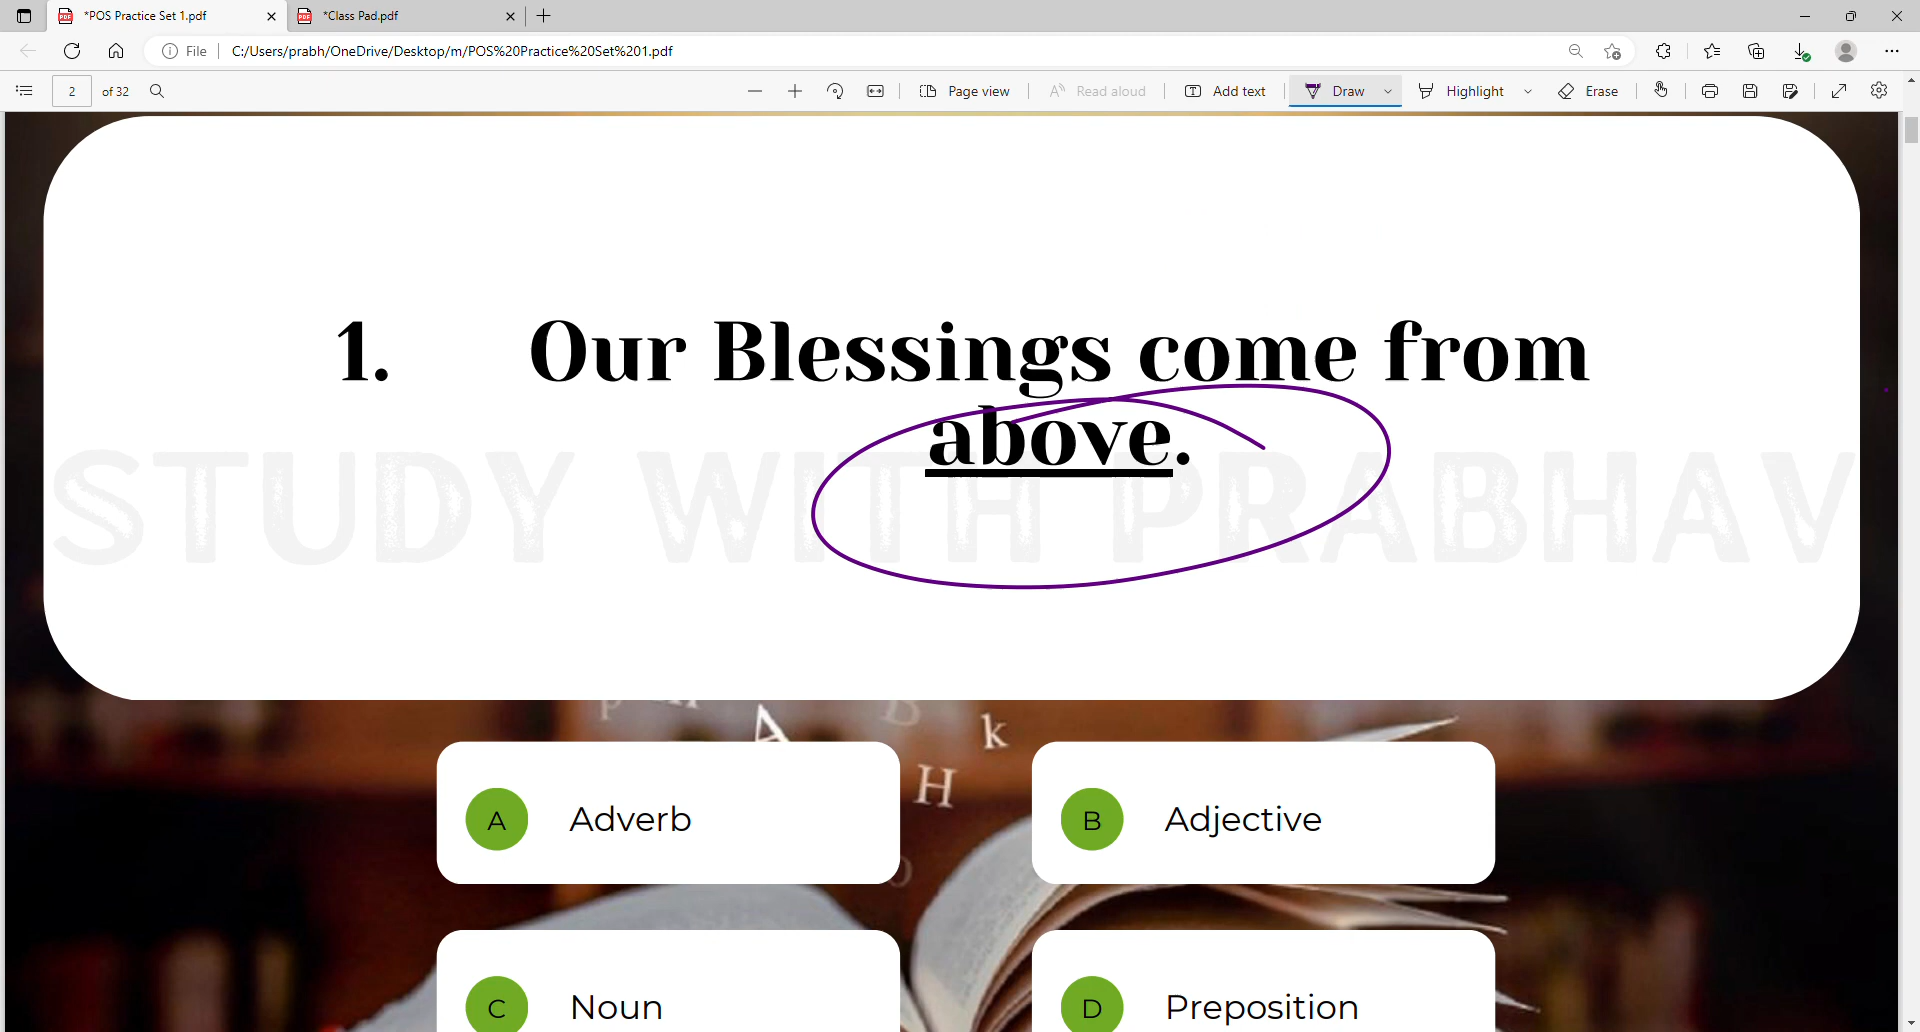 *POS Practice Set 1.pdf
*Class Pad.pdf
File
C:/Users/prabh/OneDrive/Desktop/m/POS%20Practice%20Set%201.pdf
2 of 32
Page view
Read aloud
Add text
Draw
Highlight
Erase
1. Our Blessings come from
above.
STUDY WITH PRABHAV
A
k
B
H
A Adverb
B Adjective
C Noun
D Preposition